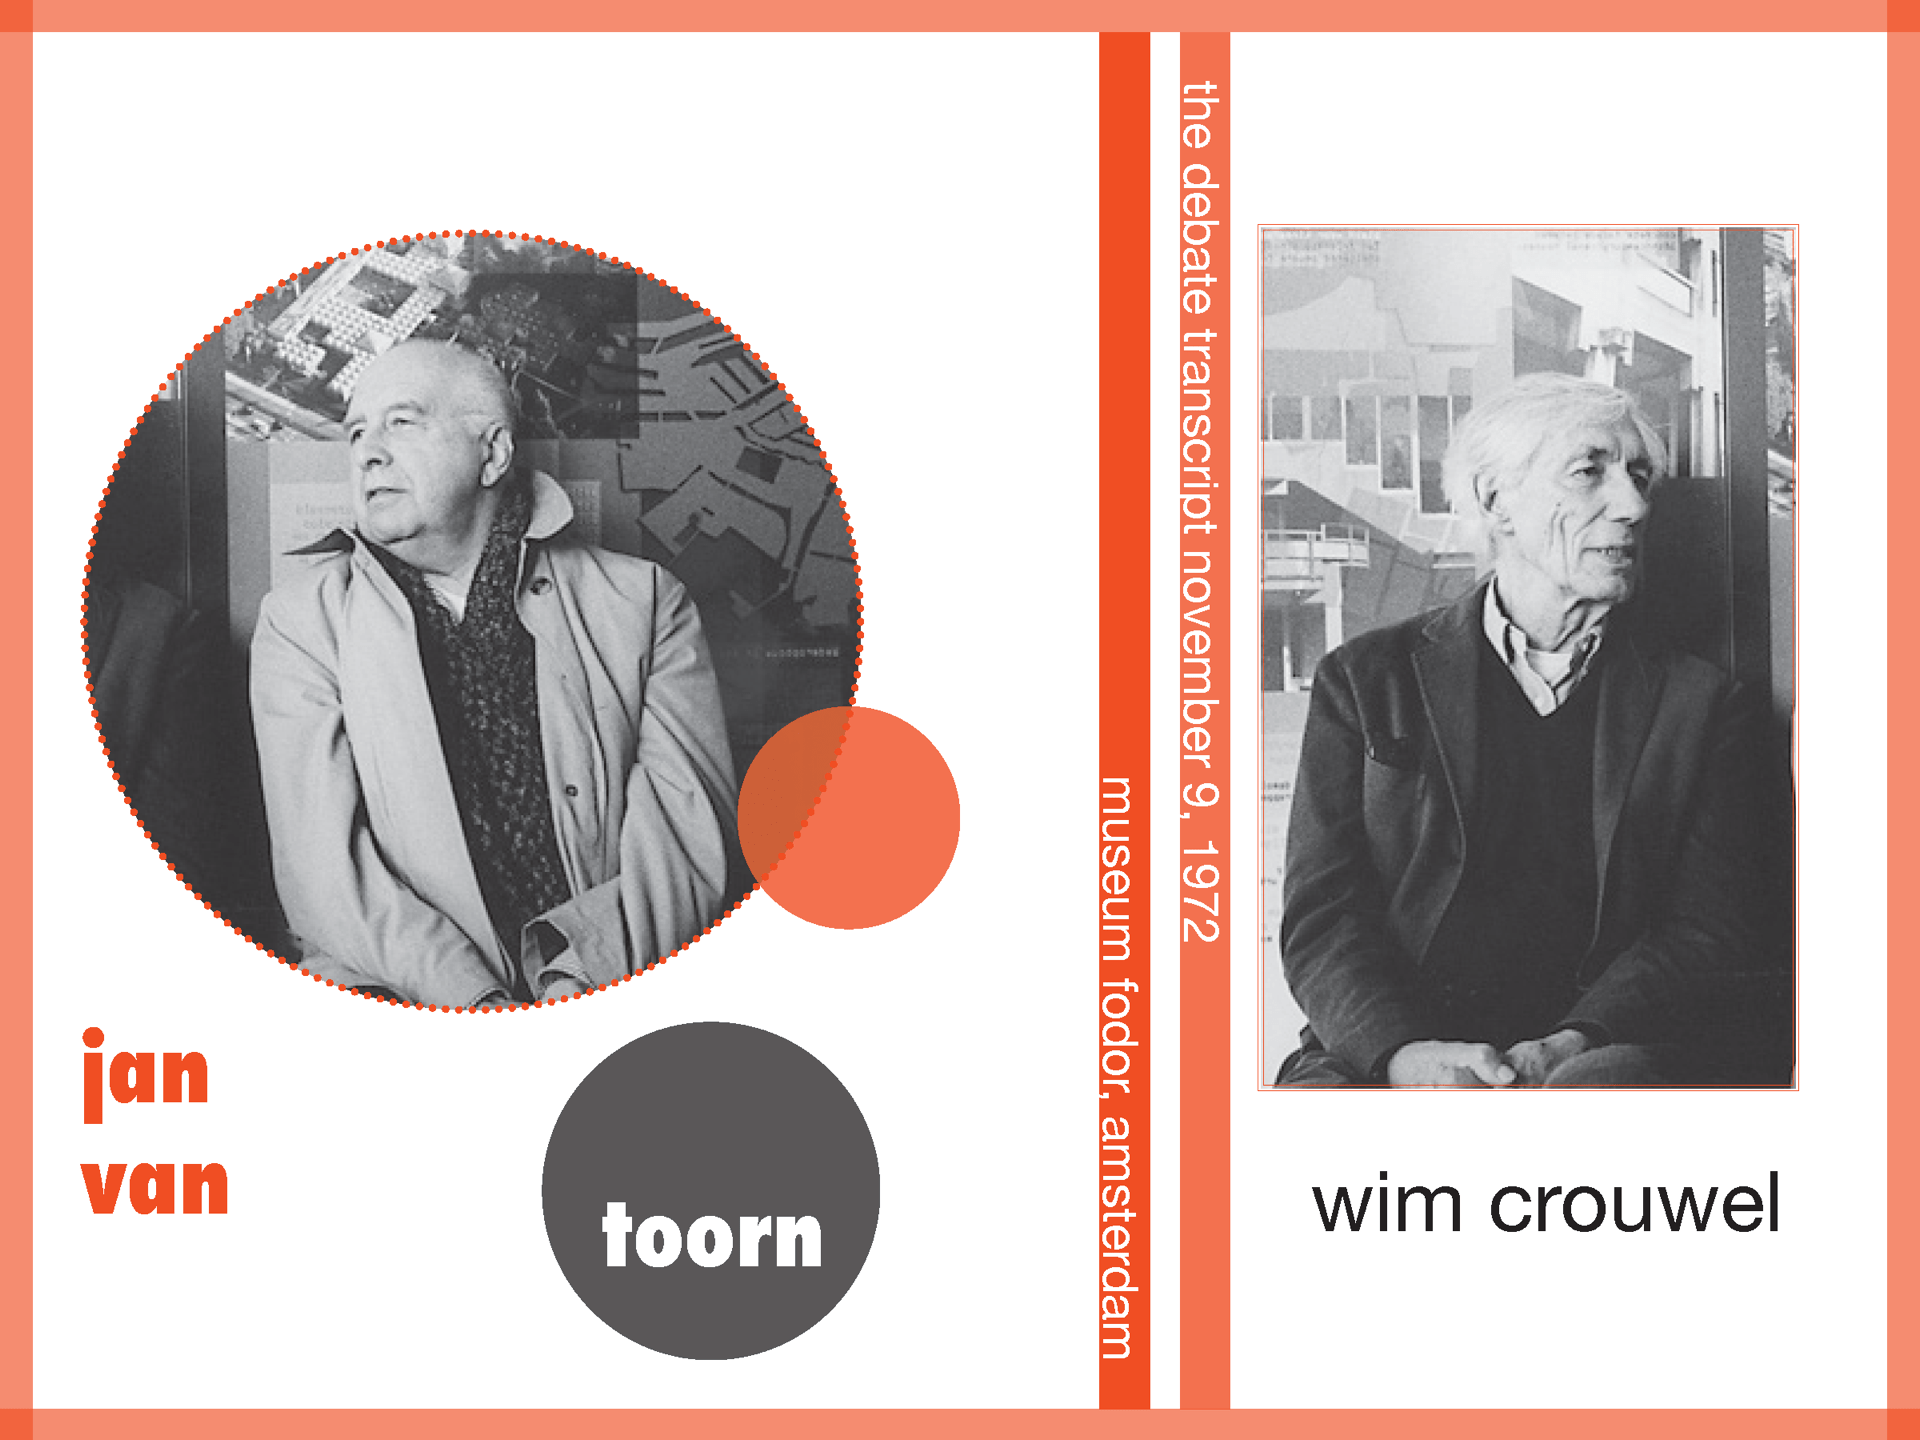 jan
van
toorn
museum fodor, amsterdam
the debate transcript november 9, 1972
wim crouwel